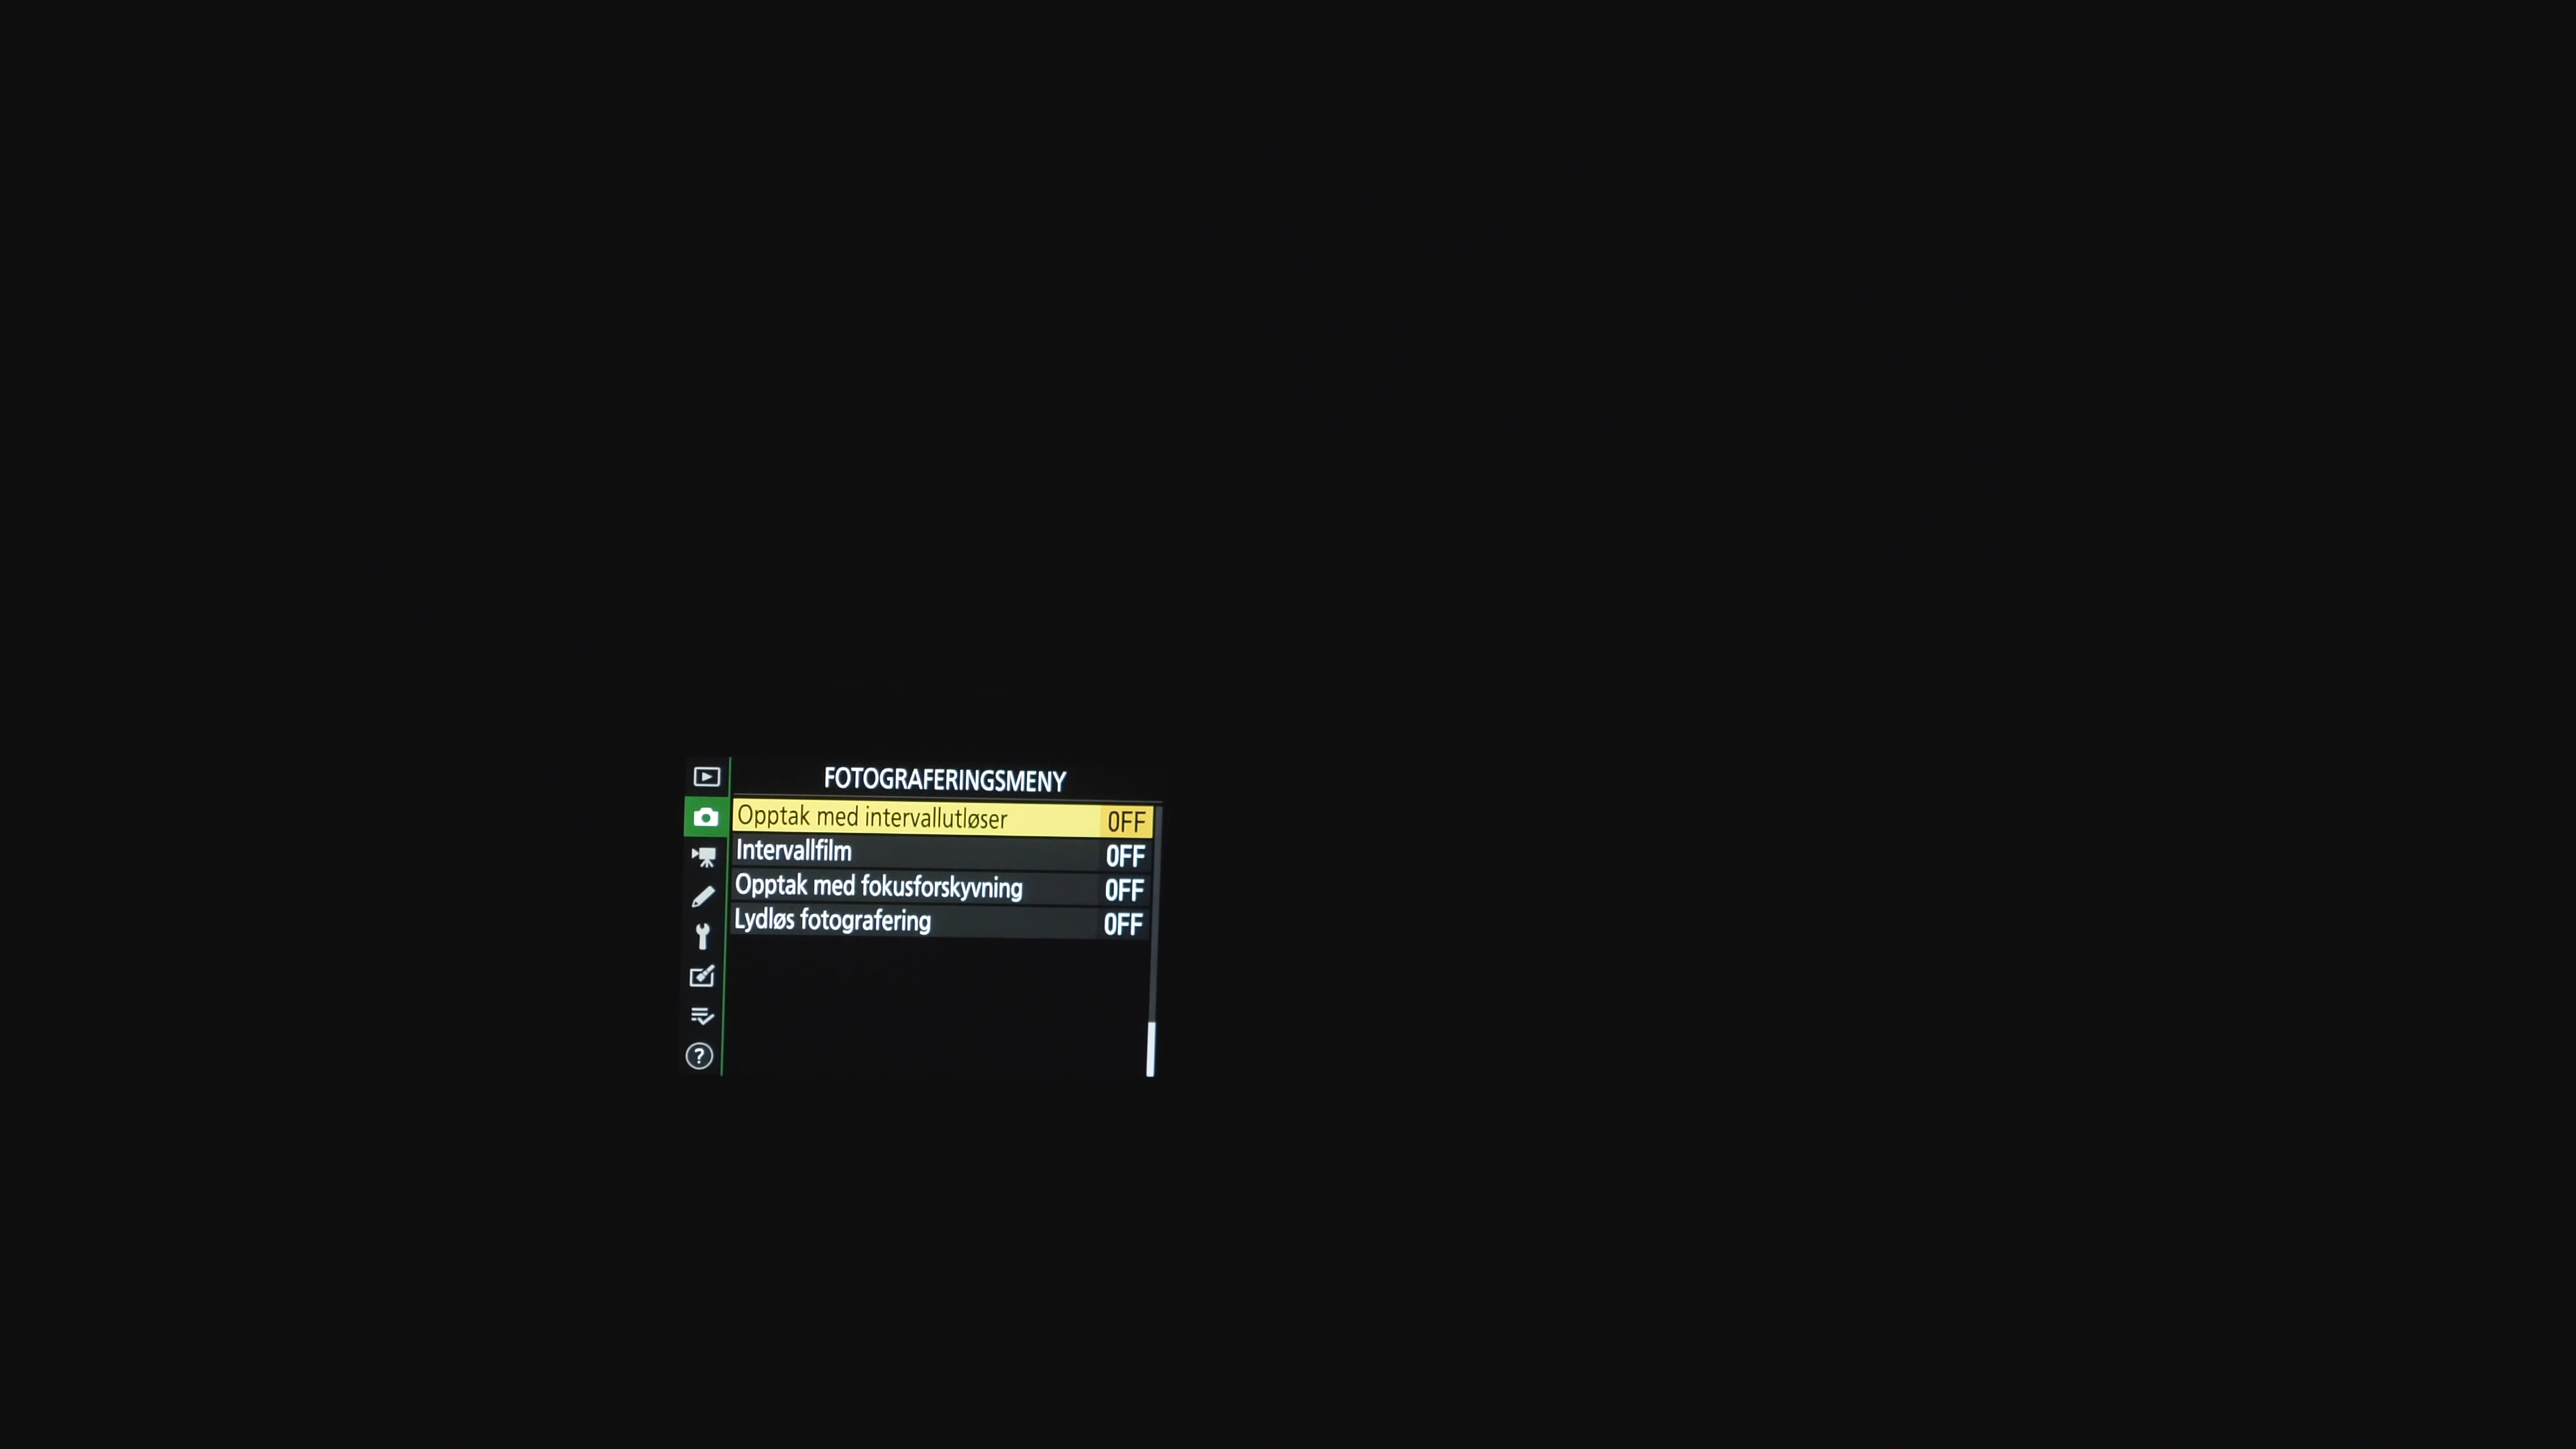 FOTOGRAFERINGSMENY
Opptak med intervallutløser OFF
Intervallfilm OFF
Opptak med fokusforskyvning OFF
Lydløs fotografering OFF
?